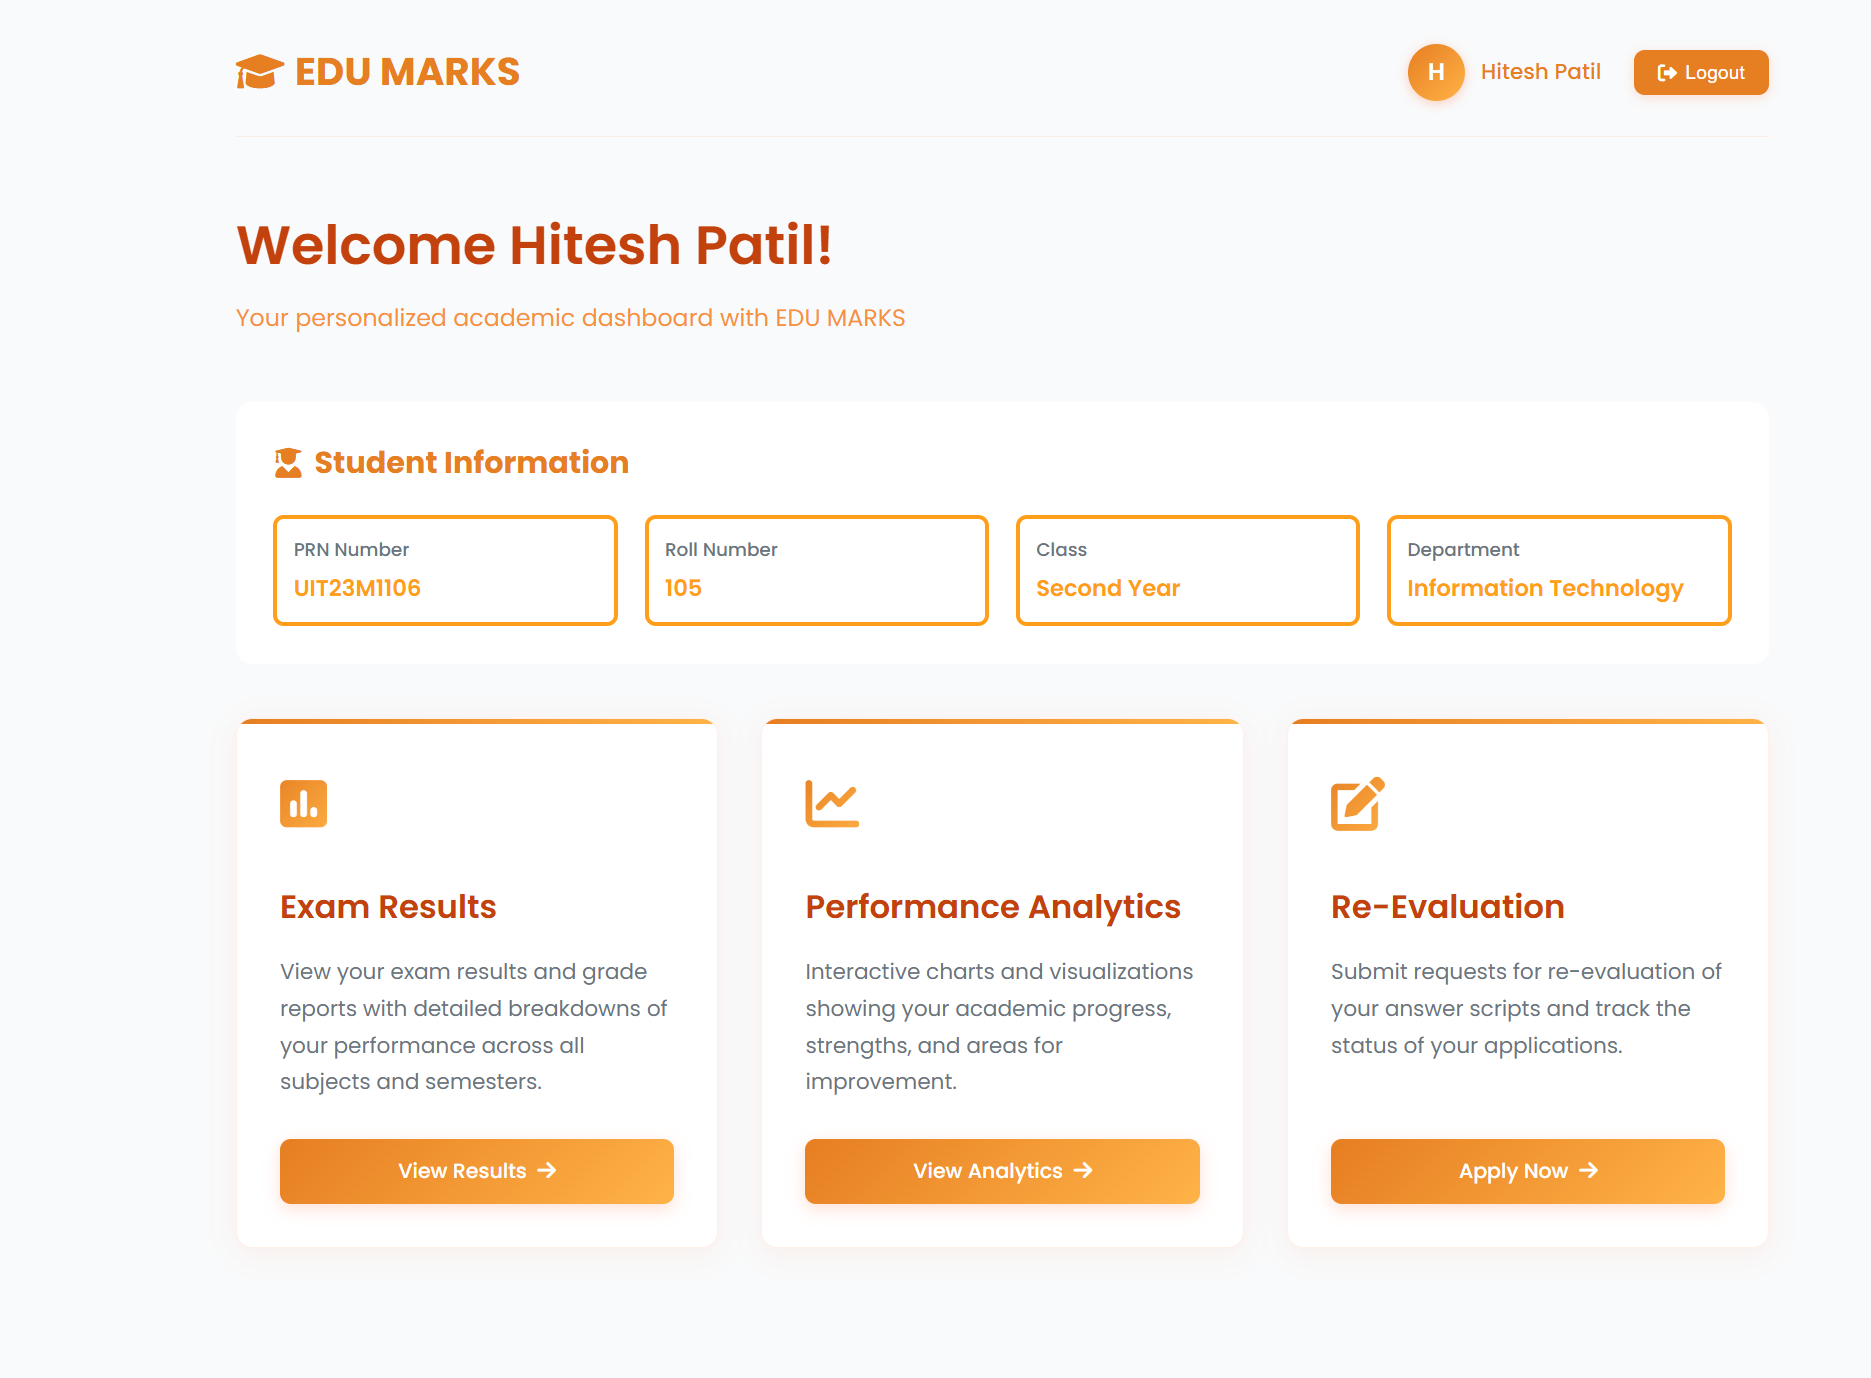 EDU MARKS
H
Hitesh Patil
Logout
Welcome Hitesh Patil!
Your personalized academic dashboard with EDU MARKS
Student Information
PRN Number
UIT23M1106
Roll Number
105
Class
Second Year
Department
Information Technology
Exam Results
View your exam results and grade
reports with detailed breakdowns of
your performance across all
subjects and semesters.
View Results
Performance Analytics
Interactive charts and visualizations
showing your academic progress,
strengths, and areas for
improvement.
View Analytics
Re-Evaluation
Submit requests for re-evaluation of
your answer scripts and track the
status of your applications.
Apply Now